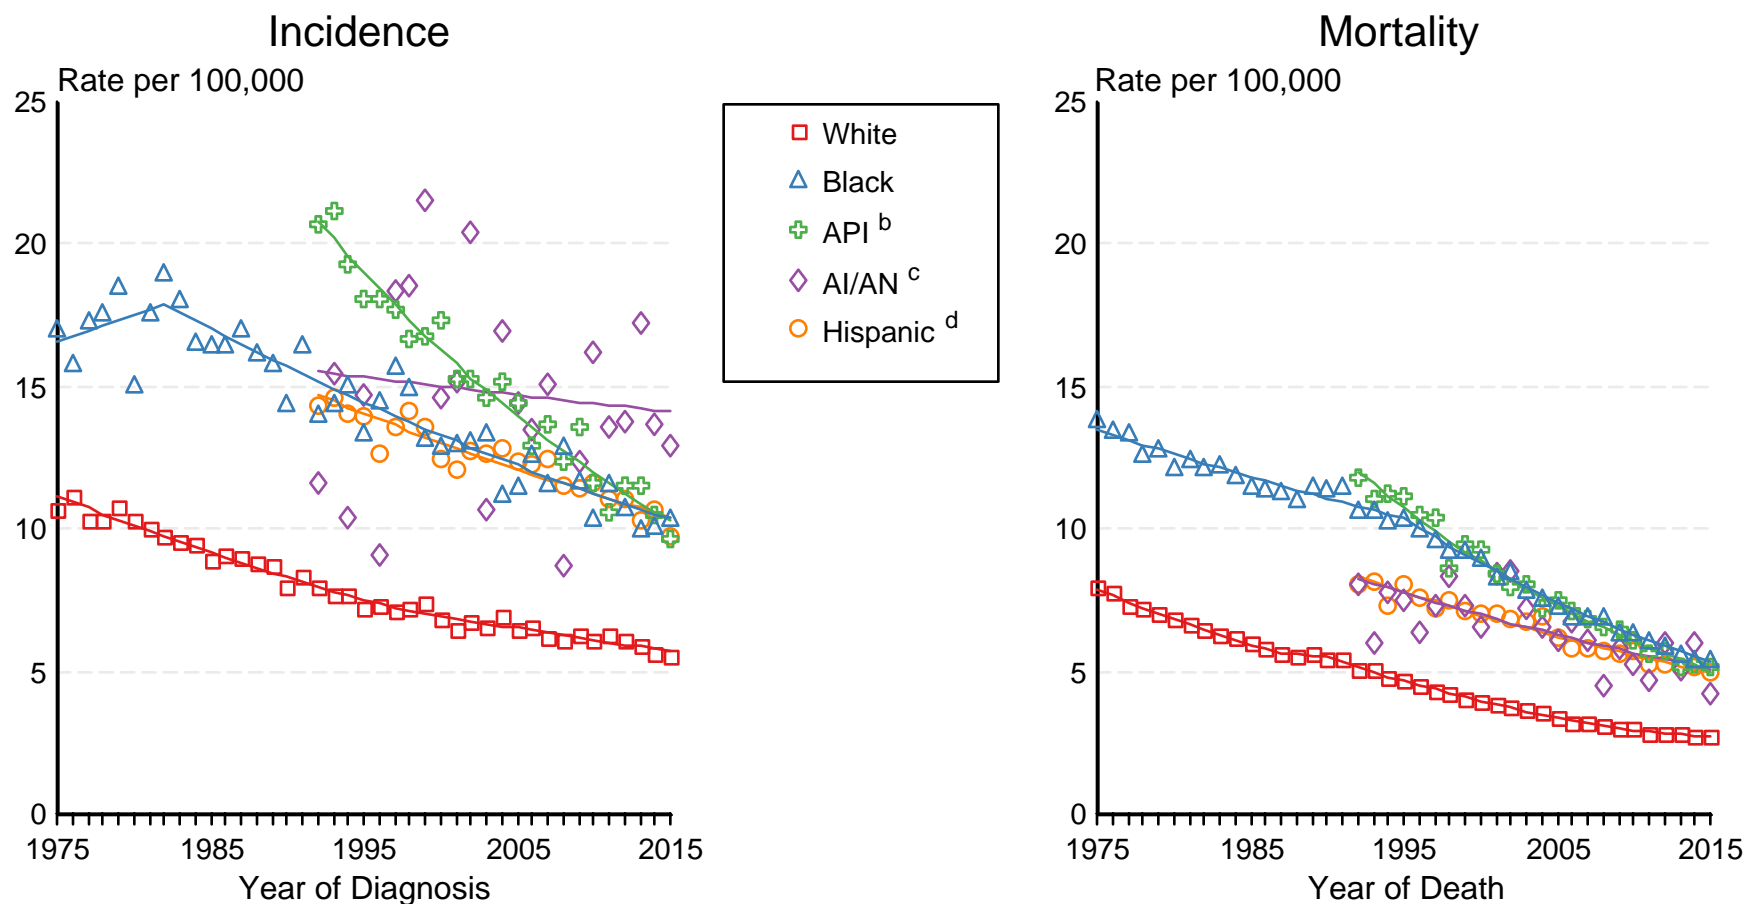 Incidence
Rate per 100,000
25
20
15
10
5
0
1975 1985 1995 2005 2015
Year of Diagnosis
White
Black
API b
AI/AN c
Hispanic d
Mortality
Rate per 100,000
25
20
15
10
5
0
1975 1985 1995 2005 2015
Year of Death